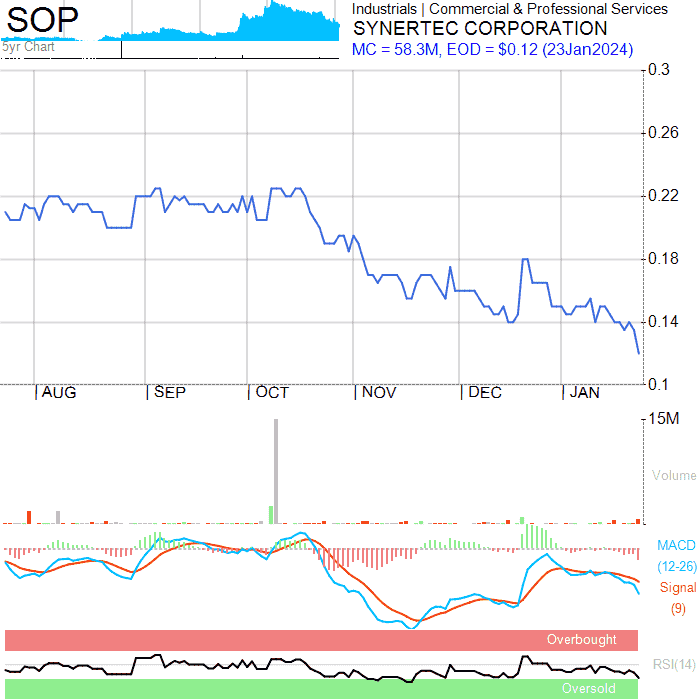 SOP
5yr Chart
Industrials | Commercial & Professional Services
SYNERTEC CORPORATION
MC = 58.3M, EOD = $0.12 (23Jan2024)
0.3
0.26
0.22
0.18
0.14
0.1
AUG
SEP
OCT
NOV
DEC
JAN
15M
Volume
MACD
(12-26)
Signal
(9)
Overbought
RSI(14)
Oversold